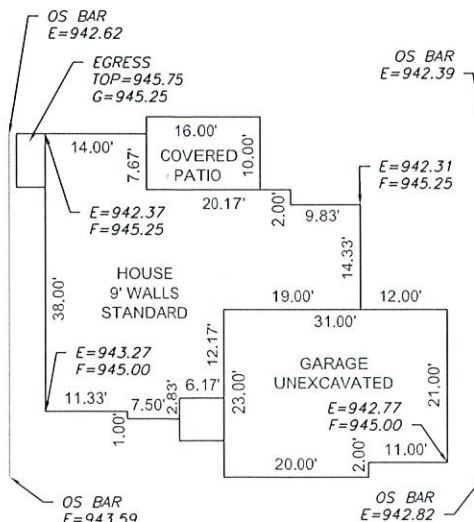 OS BAR
E=942.62
EGRESS
TOP=945.75
G=945.25
OS BAR
E=942.39
14.00'
16.00'
COVERED
PATIO
7.67'
10.00'
20.17'
2.00'
9.83'
E=942.31
F=945.25
E=942.37
F=945.25
14.33'
HOUSE
9' WALLS
STANDARD
38.00'
19.00'
12.00'
31.00'
12.17'
GARAGE
UNEXCAVATED
23.00'
21.00'
E=943.27
F=945.00
11.33'
1.00'
7.50'
2.83'
6.17'
E=942.77
F=945.00
20.00'
2.00'
11.00'
OS BAR
E=943.59
OS BAR
E=942.82